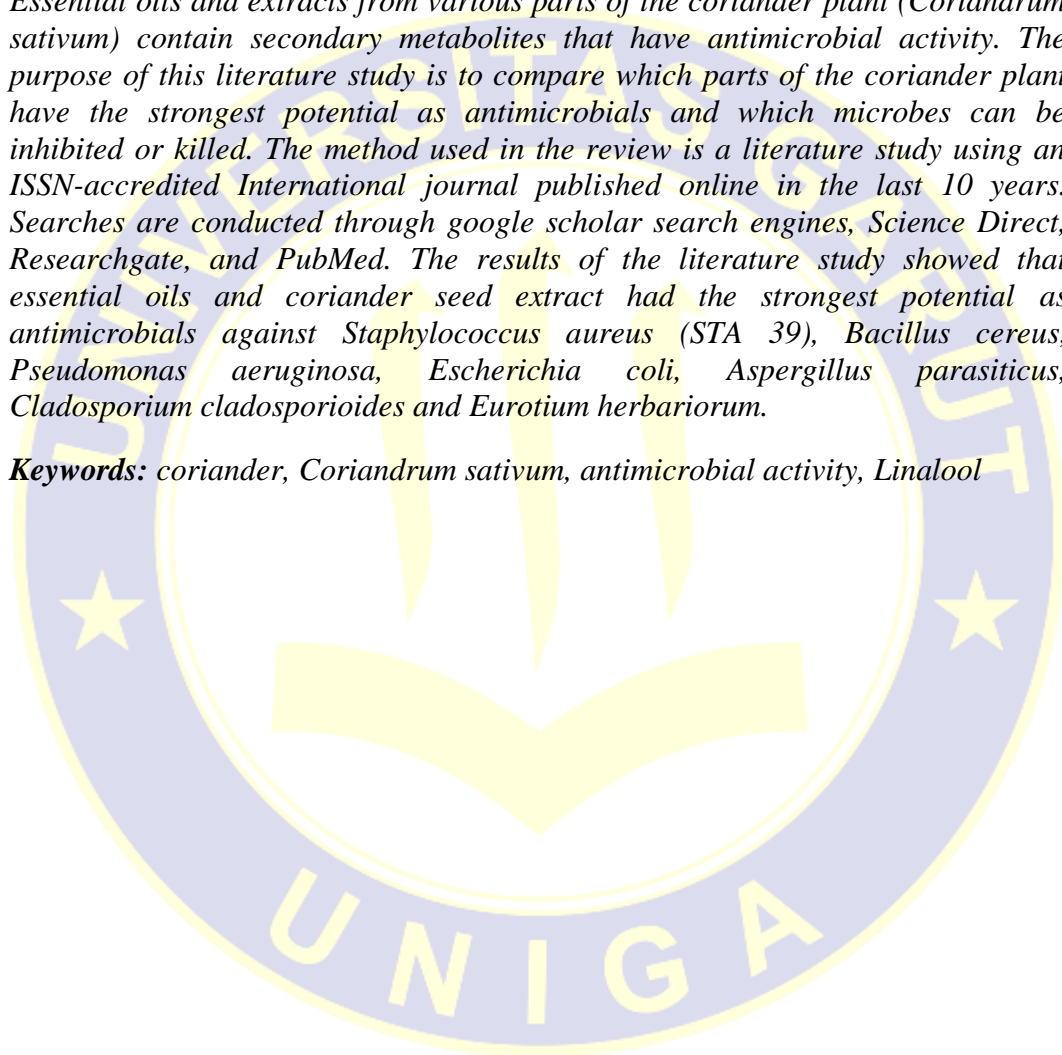 Essential oils and extracts from various parts of the coriander plant (Coriandrum
sativum) contain secondary metabolites that have antimicrobial activity. The
purpose of this literature study is to compare which parts of the coriander plant
have the strongest potential as antimicrobials and which microbes can be
inhibited or killed. The method used in the review is a literature study using an
ISSN-accredited International journal published online in the last 10 years.
Searches are conducted through google scholar search engines, Science Direct,
Researchgate, and PubMed. The results of the literature study showed that
essential oils and coriander seed extract had the strongest potential as
antimicrobials against Staphylococcus aureus (STA 39), Bacillus cereus,
Pseudomonas aeruginosa, Escherichia coli, Aspergillus parasiticus,
Cladosporium cladosporioides and Eurotium herbariorum.
Keywords: coriander, Coriandrum sativum, antimicrobial activity, Linalool
UNIVERSITAS GARUT
UNIGA